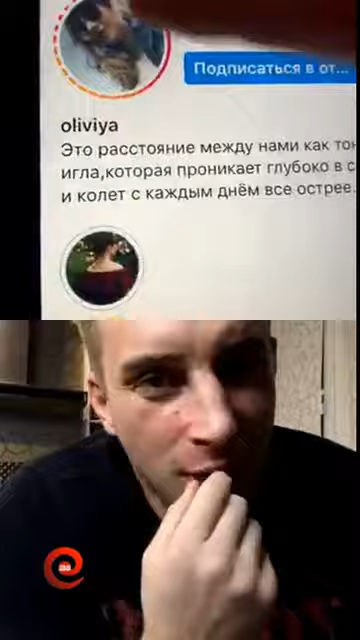 Подписаться в от...
oliviya
Это расстояние между нами как
игла,которая проникает глубоко в
и колет с каждым днём все острее.